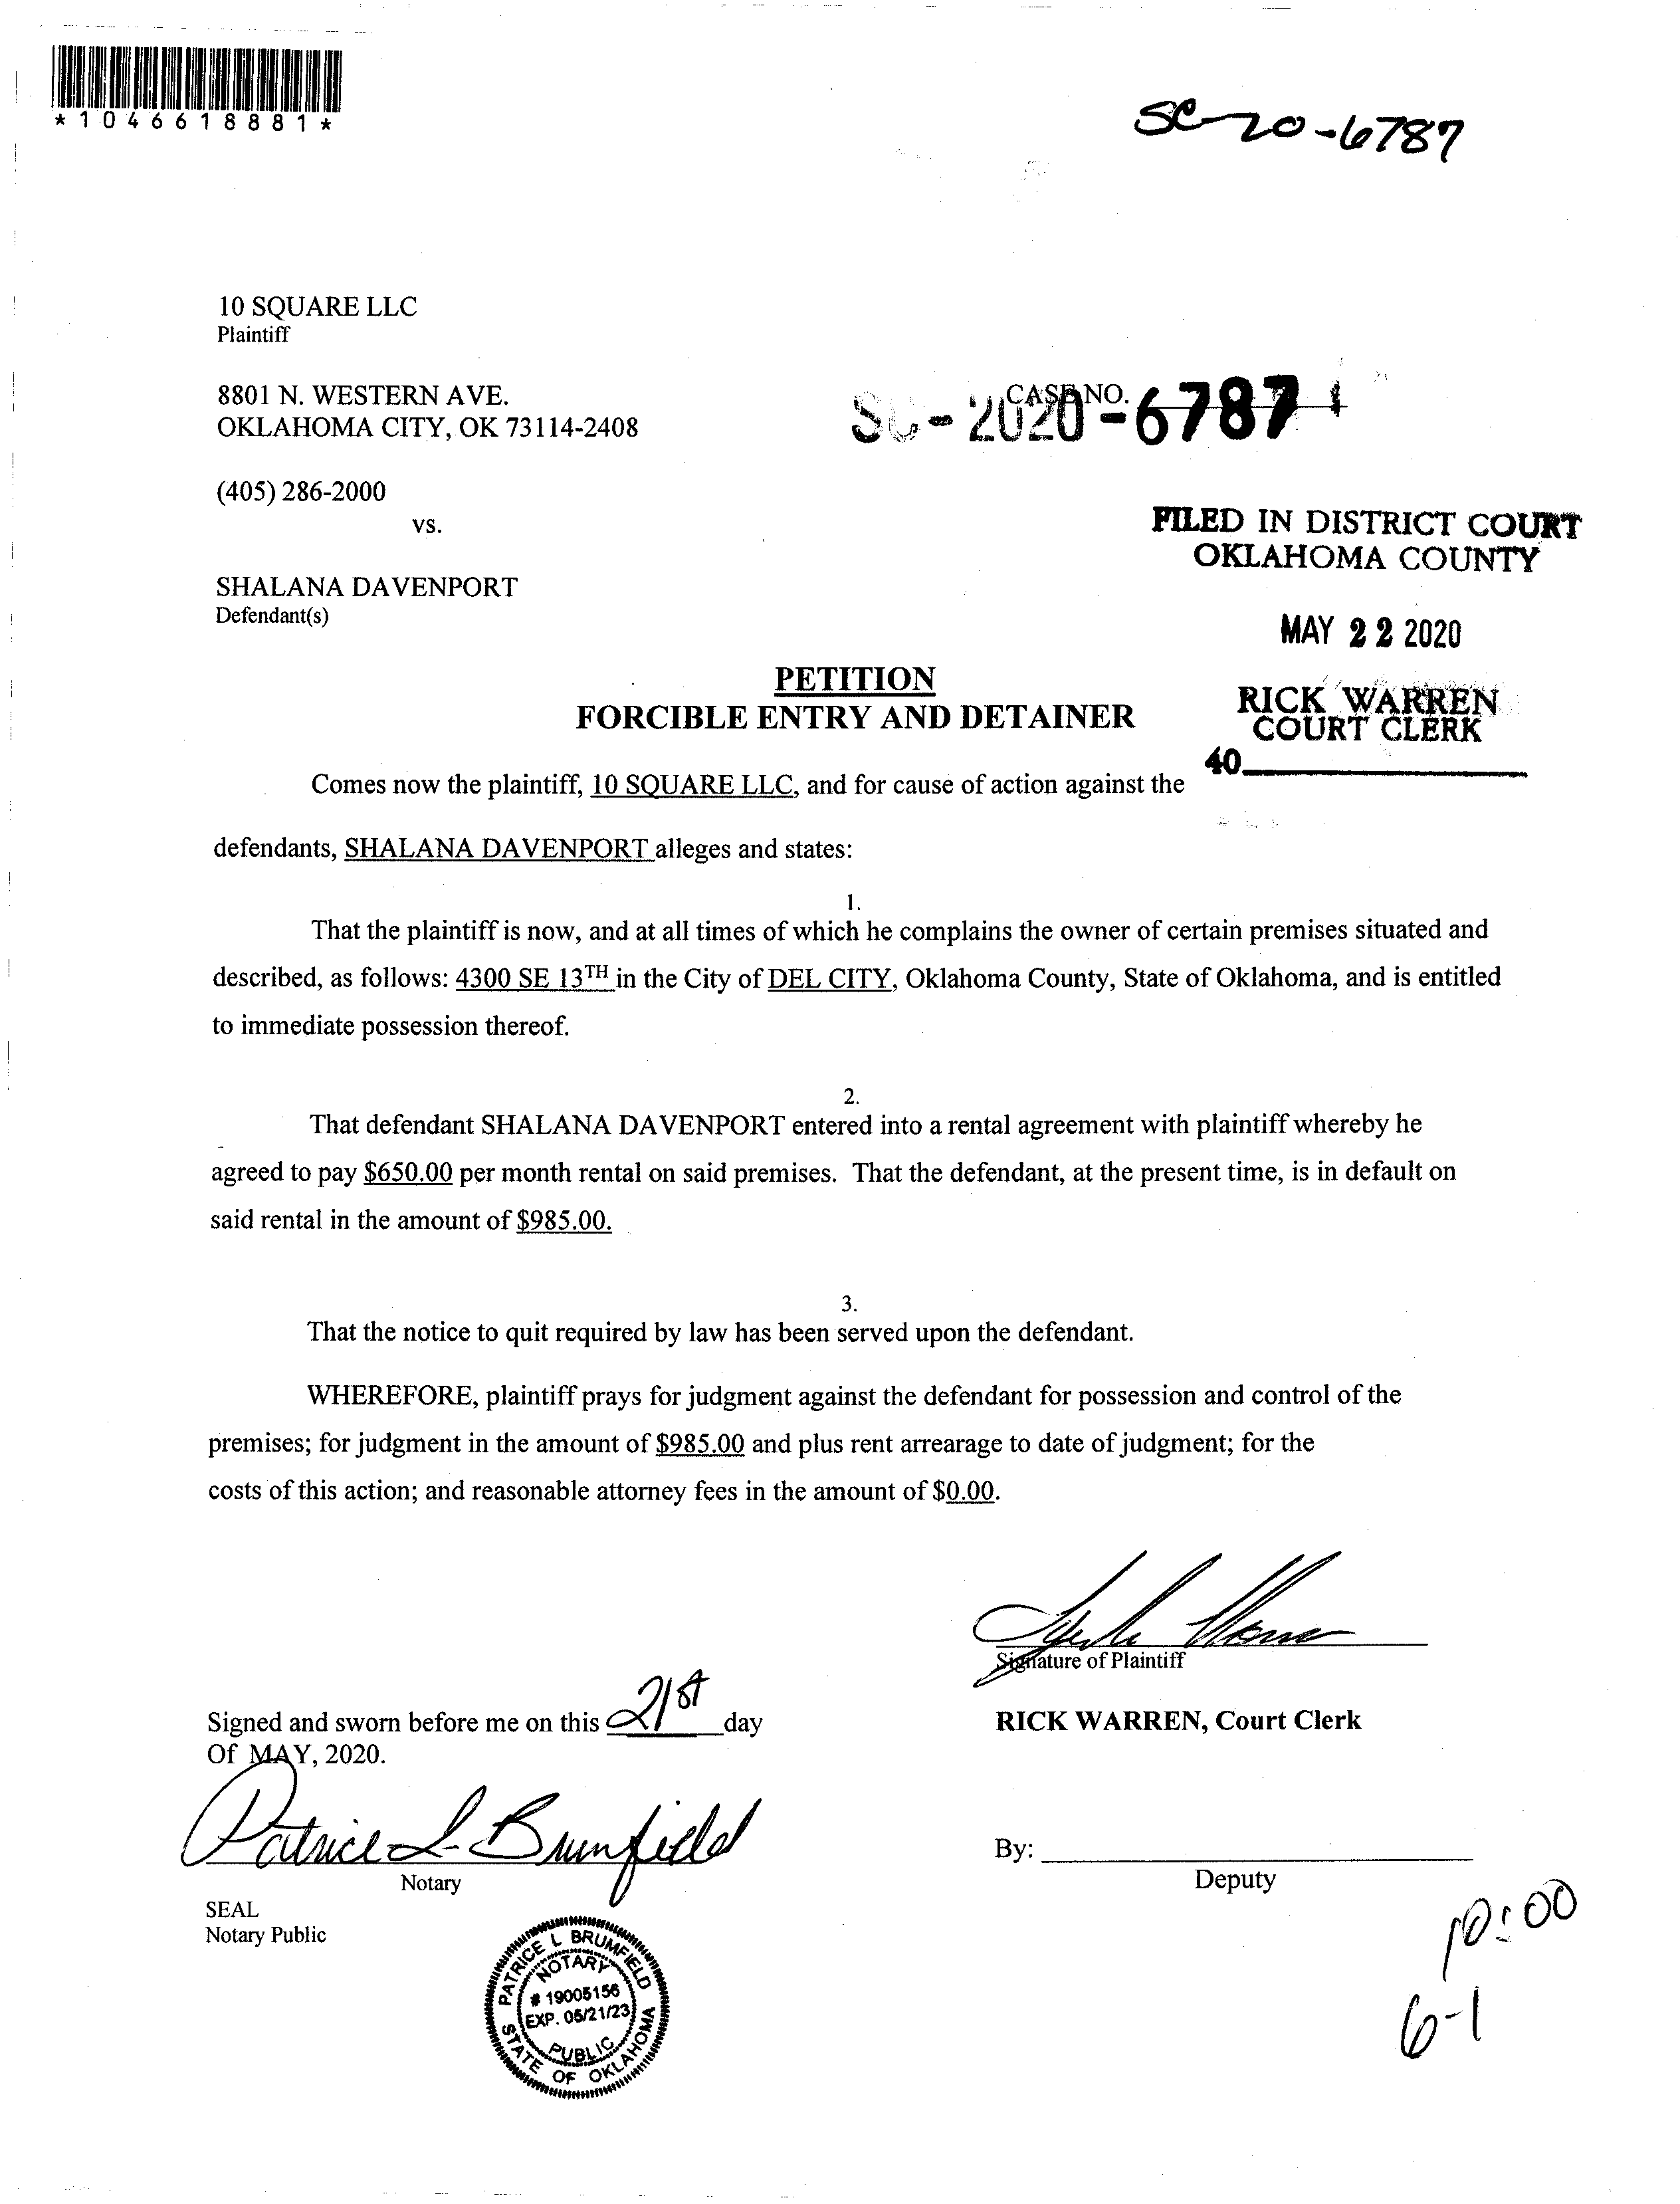 *1046618881*
SC-20-6787
10 SQUARE LLC
Plaintiff
8801 N. WESTERN AVE.
OKLAHOMA CITY, OK 73114-2408
CASE NO.
SC-2020-6787
(405) 286-2000
VS.
FILED IN DISTRICT COURT
OKLAHOMA COUNTY
SHALANA DAVENPORT
Defendant(s)
MAY 22 2020
PETITION
FORCIBLE ENTRY AND DETAINER
RICK WARREN
COURT CLERK
40
Comes now the plaintiff, 10 SQUARE LLC, and for cause of action against the
defendants, SHALANA DAVENPORT alleges and states:
1.
That the plaintiff is now, and at all times of which he complains the owner of certain premises situated and
described, as follows: 4300 SE 13TH in the City of DEL CITY, Oklahoma County, State of Oklahoma, and is entitled
to immediate possession thereof.
2.
That defendant SHALANA DAVENPORT entered into a rental agreement with plaintiff whereby he
agreed to pay $650.00 per month rental on said premises.  That the defendant, at the present time, is in default on
said rental in the amount of $985.00.
3.
That the notice to quit required by law has been served upon the defendant.
WHEREFORE, plaintiff prays for judgment against the defendant for possession and control of the
premises; for judgment in the amount of $985.00 and plus rent arrearage to date of judgment; for the
costs of this action; and reasonable attorney fees in the amount of $0.00.
Signature of Plaintiff
Signed and sworn before me on this 21st day
Of MAY, 2020.
RICK WARREN, Court Clerk
Patrice L Brumfield
Notary
By:
Deputy
SEAL
Notary Public
PATRICE L BRUMFIELD
NOTARY
# 19005156
EXP. 05/21/23
PUBLIC
STATE OF OKLAHOMA
10:00
6-1